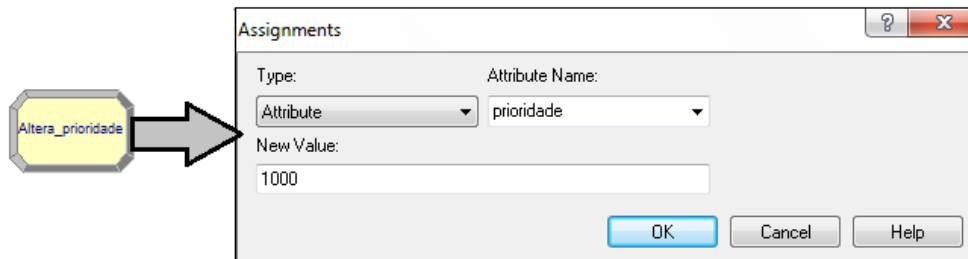 Assignments
?
X
Type:
Attribute Name:
Attribute
prioridade
Altera_prioridade
New Value:
1000
OK
Cancel
Help